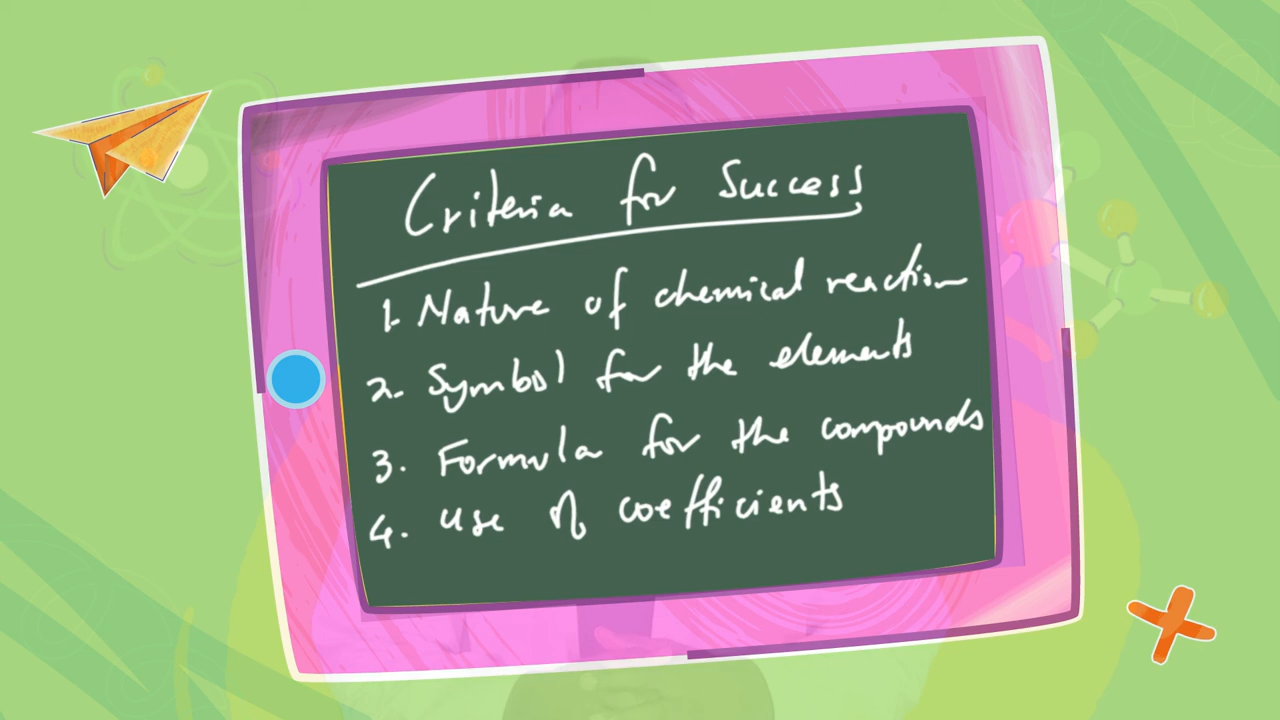 Criteria for Success
1. Nature of chemical reaction
2. Symbol for the elements
3. Formula for the compounds
4. Use of coefficients